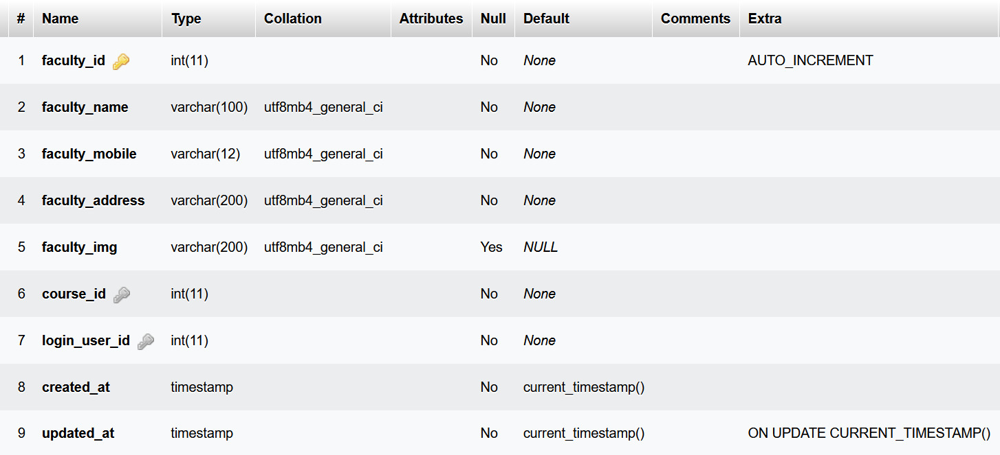 # Name Type Collation Attributes Null Default Comments Extra
1 faculty_id int(11) No None AUTO_INCREMENT
2 faculty_name varchar(100) utf8mb4_general_ci No None
3 faculty_mobile varchar(12) utf8mb4_general_ci No None
4 faculty_address varchar(200) utf8mb4_general_ci No None
5 faculty_img varchar(200) utf8mb4_general_ci Yes NULL
6 course_id int(11) No None
7 login_user_id int(11) No None
8 created_at timestamp No current_timestamp()
9 updated_at timestamp No current_timestamp() ON UPDATE CURRENT_TIMESTAMP()